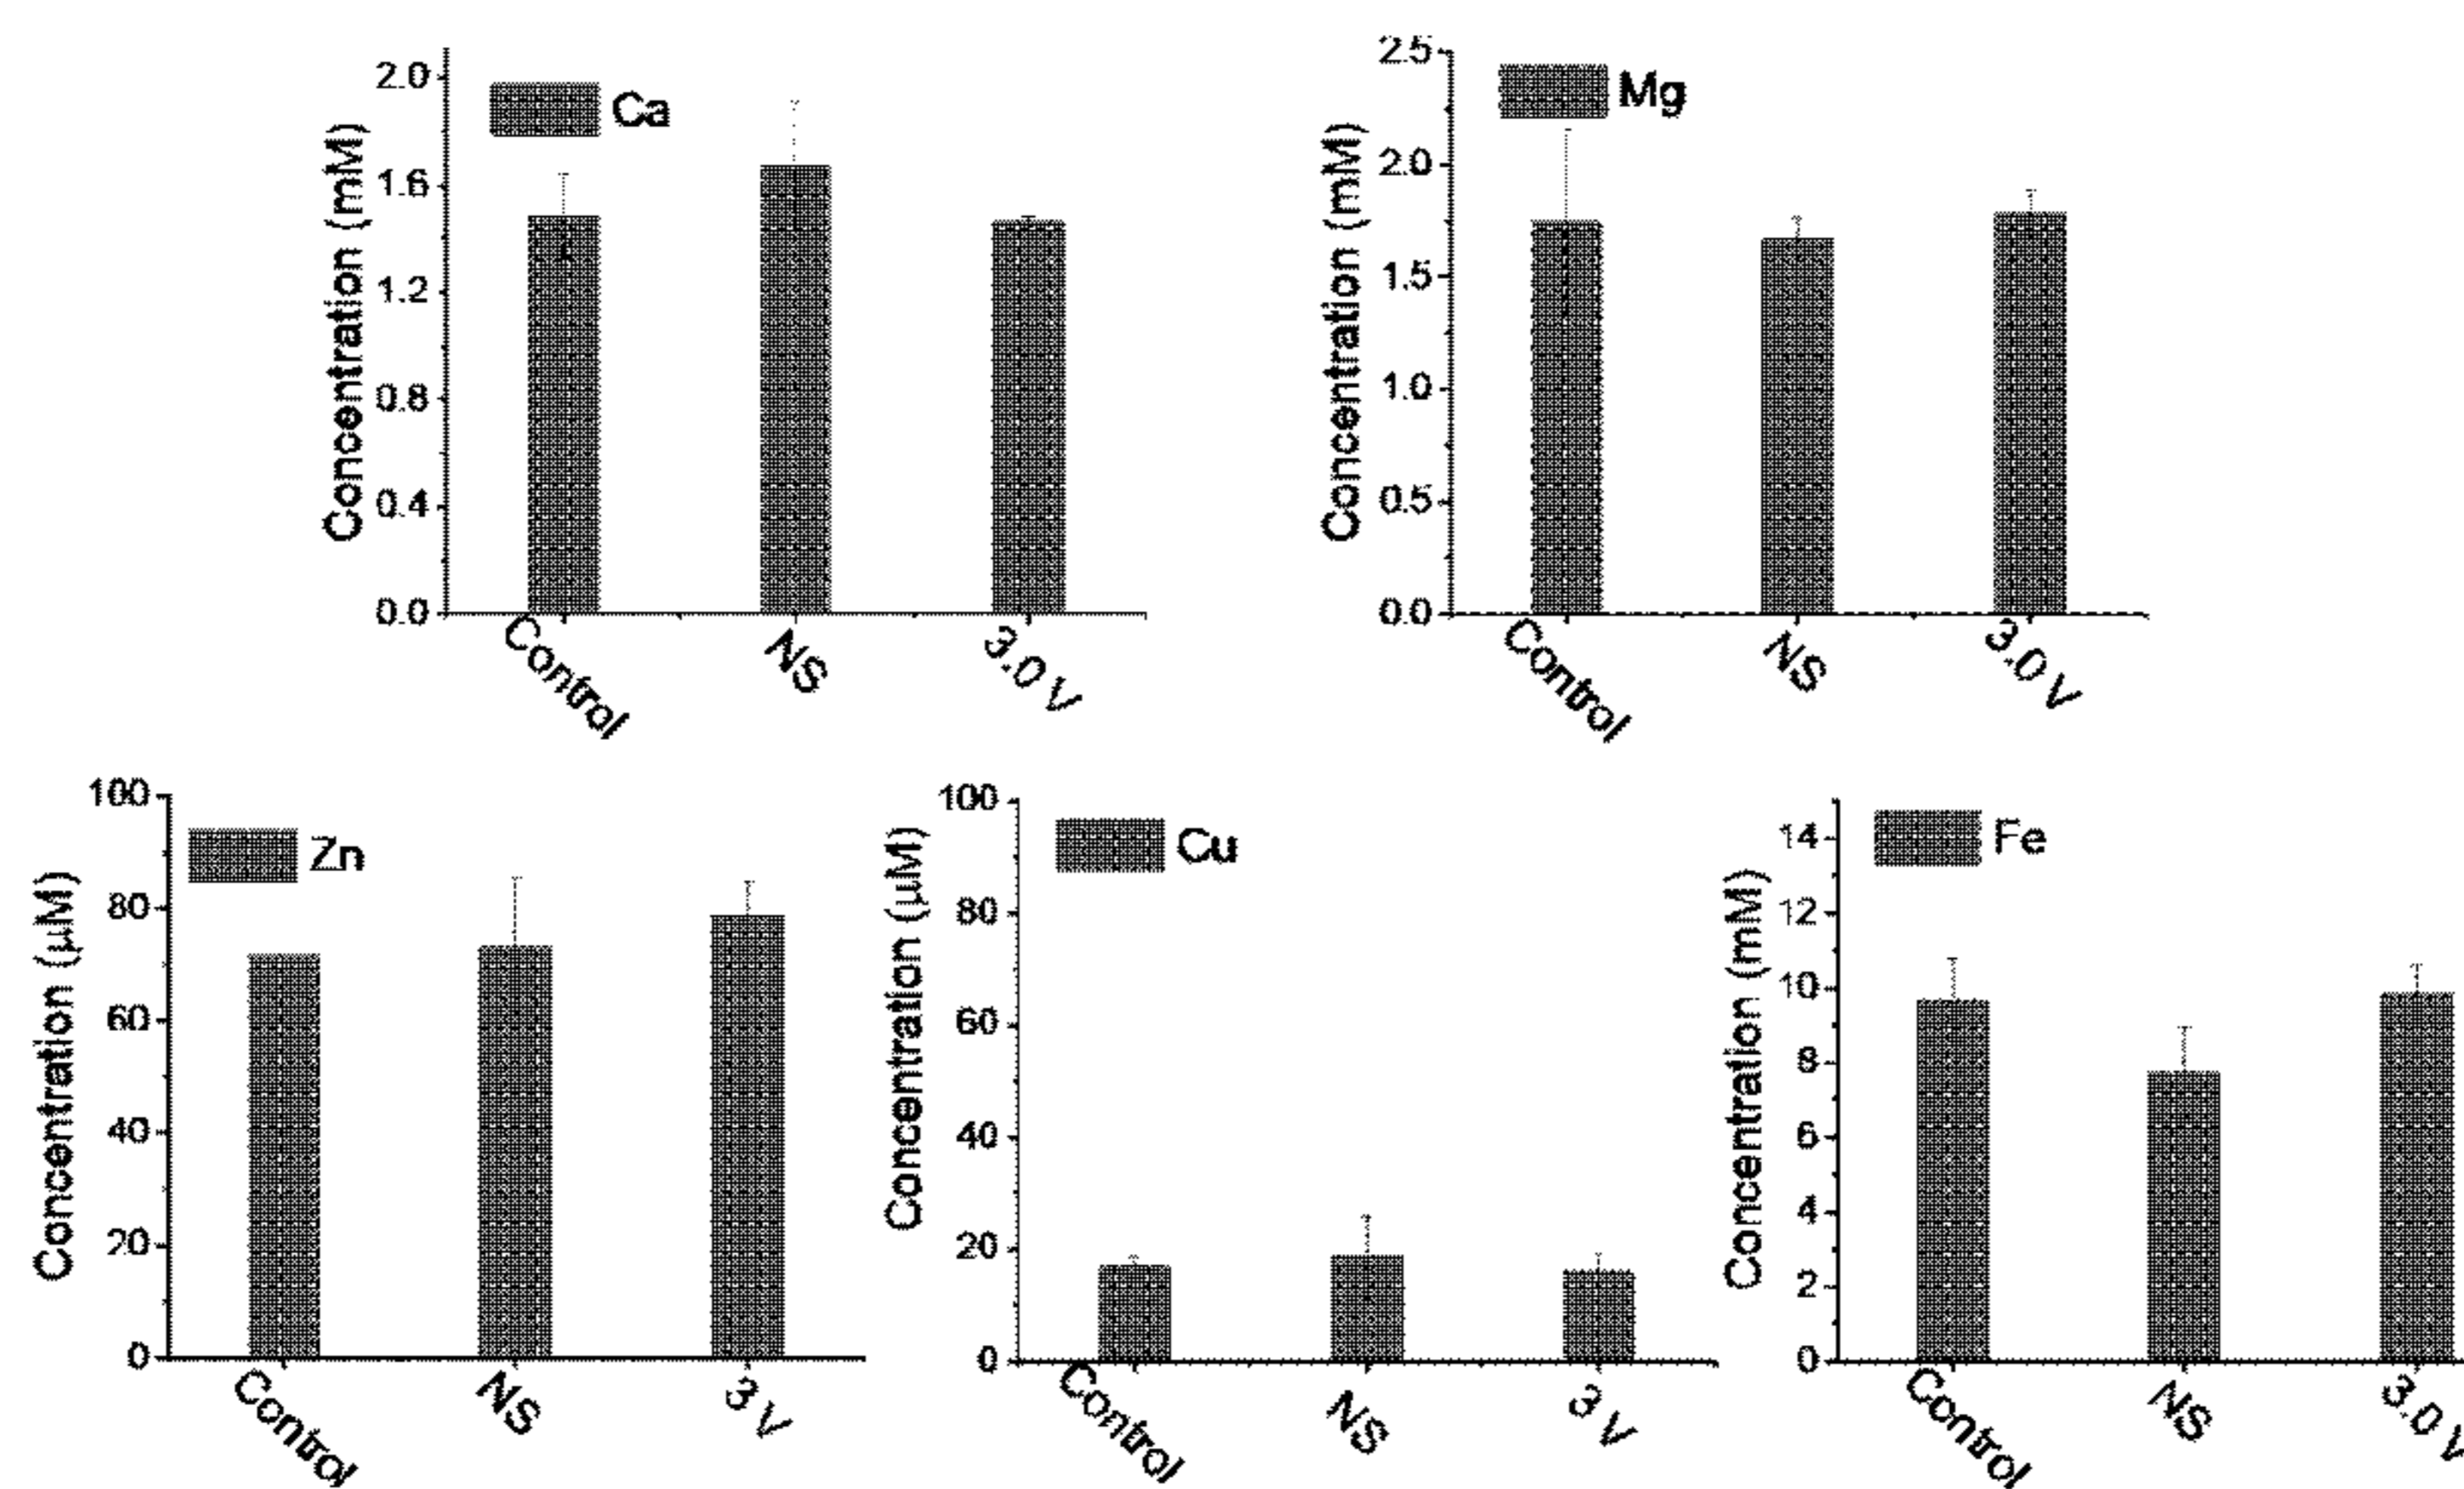 Concentration (mM)
2.0
1.6
1.2
0.8
0.4
0.0
Ca
Control
NS
3.0 V
Concentration (mM)
2.5
2.0
1.5
1.0
0.5
0.0
Mg
Control
NS
3.0 V
Concentration (µM)
100
80
60
40
20
0
Zn
Control
NS
3 V
Concentration (µM)
100
80
60
40
20
0
Cu
Control
NS
3 V
Concentration (mM)
14
12
10
8
6
4
2
0
Fe
Control
NS
3.0 V